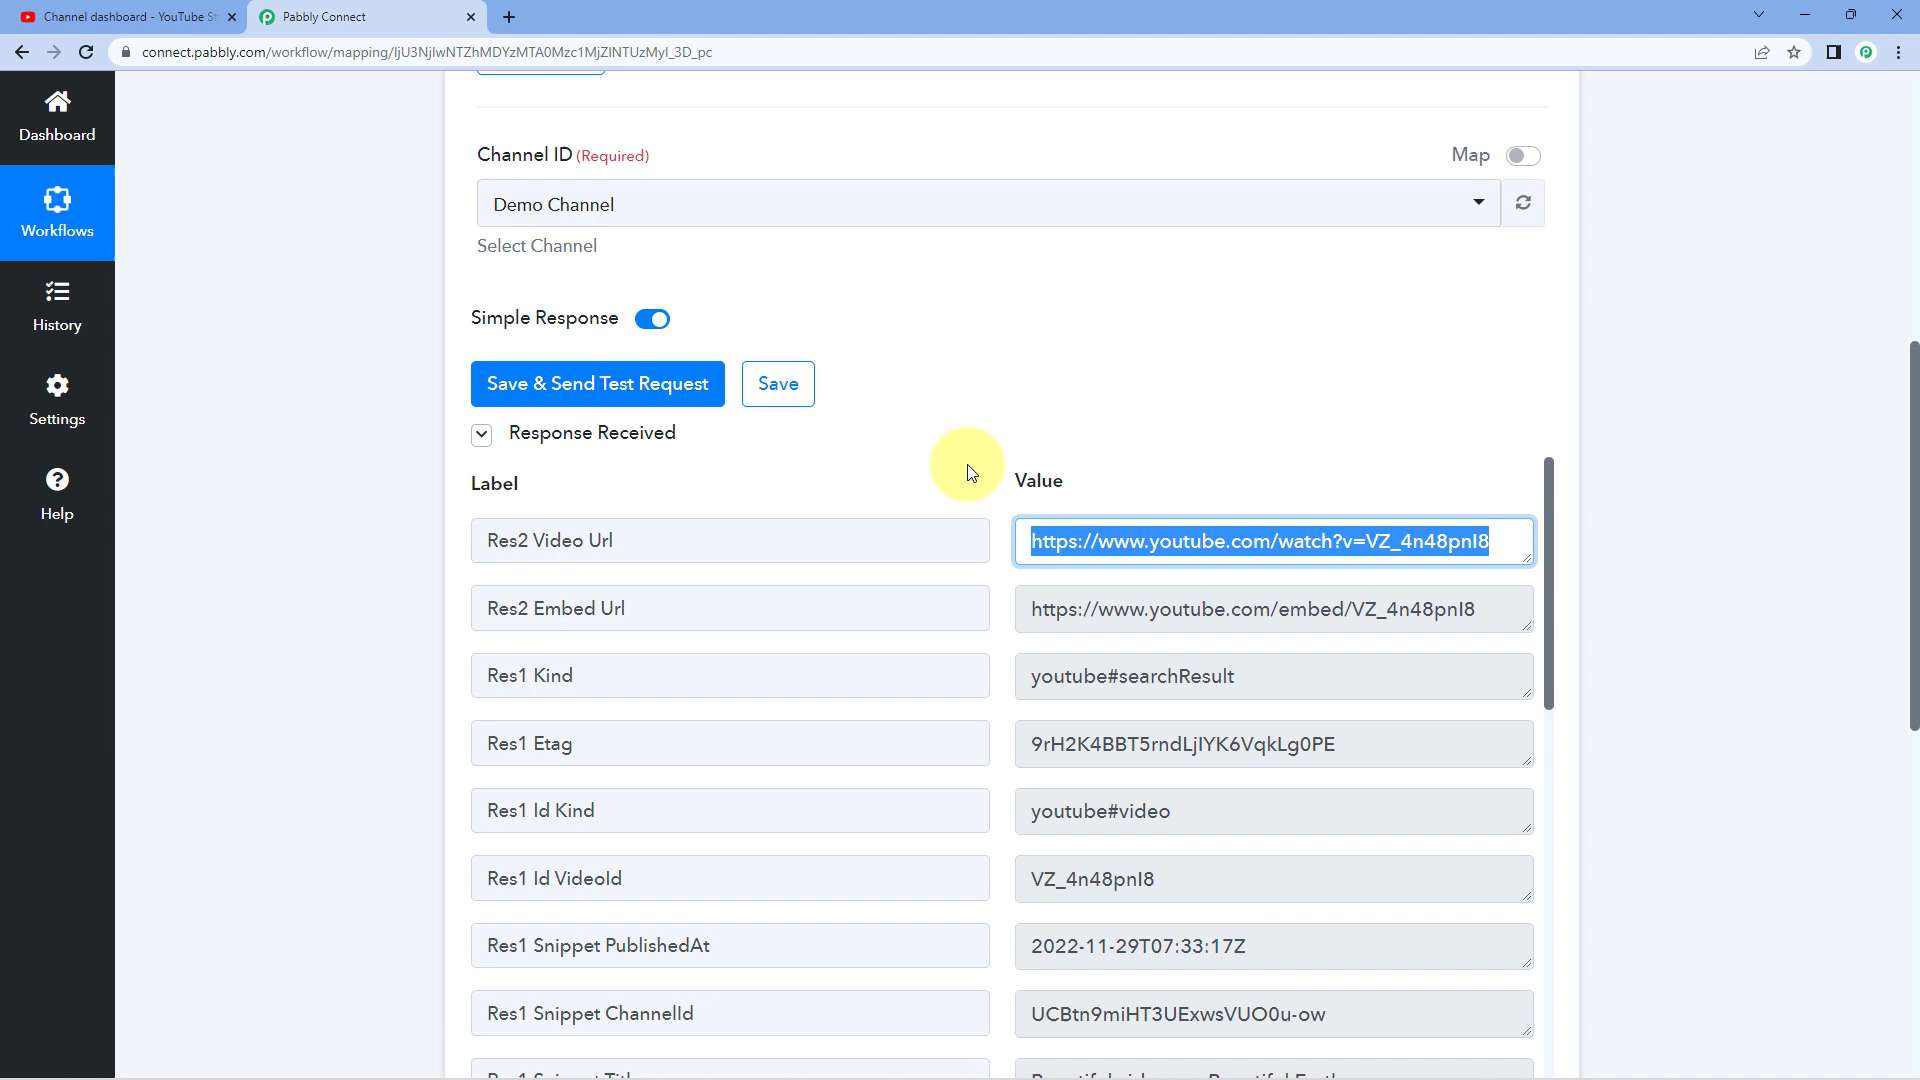 Channel dashboard - YouTube St
Pabbly Connect
connect.pabbly.com/workflow/mapping/IjU3NjIwNTZhMDYzMTA0Mzc1MjZlNTUzMyI_3D_pc
Dashboard
Workflows
History
Settings
Help
Channel ID (Required)
Map
Demo Channel
Select Channel
Simple Response
Save & Send Test Request
Save
Response Received
Label
Value
Res2 Video Url
https://www.youtube.com/watch?v=VZ_4n48pnI8
Res2 Embed Url
https://www.youtube.com/embed/VZ_4n48pnI8
Res1 Kind
youtube#searchResult
Res1 Etag
9rH2K4BBT5rndLjIYK6VqkLg0PE
Res1 Id Kind
youtube#video
Res1 Id VideoId
VZ_4n48pnI8
Res1 Snippet PublishedAt
2022-11-29T07:33:17Z
Res1 Snippet ChannelId
UCBtn9miHT3UExwsVUO0u-ow